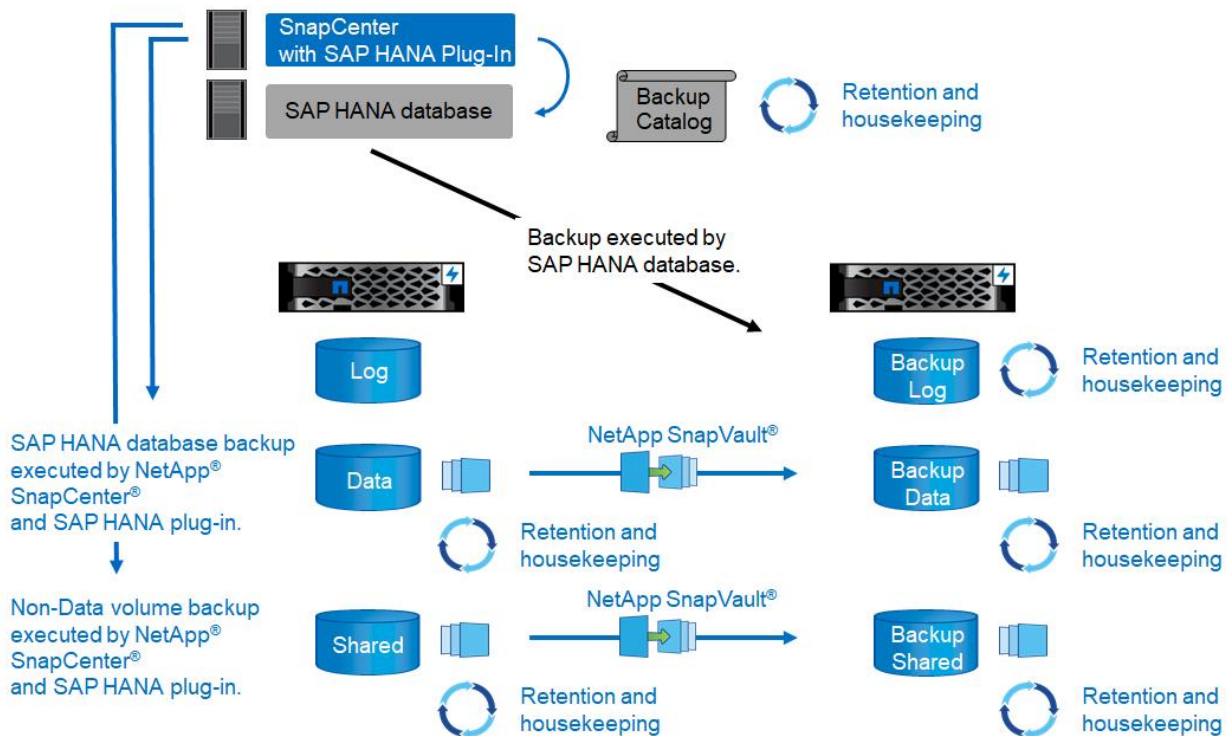 SnapCenter
with SAP HANA Plug-In
SAP HANA database
Backup
Catalog
Retention and
housekeeping
Backup executed by
SAP HANA database.
Log
Backup
Log
Retention and
housekeeping
SAP HANA database backup
executed by NetApp®
SnapCenter®
and SAP HANA plug-in.
Data
NetApp SnapVault®
Backup
Data
Retention and
housekeeping
Retention and
housekeeping
Non-Data volume backup
executed by NetApp®
SnapCenter®
and SAP HANA plug-in.
Shared
NetApp SnapVault®
Backup
Shared
Retention and
housekeeping
Retention and
housekeeping